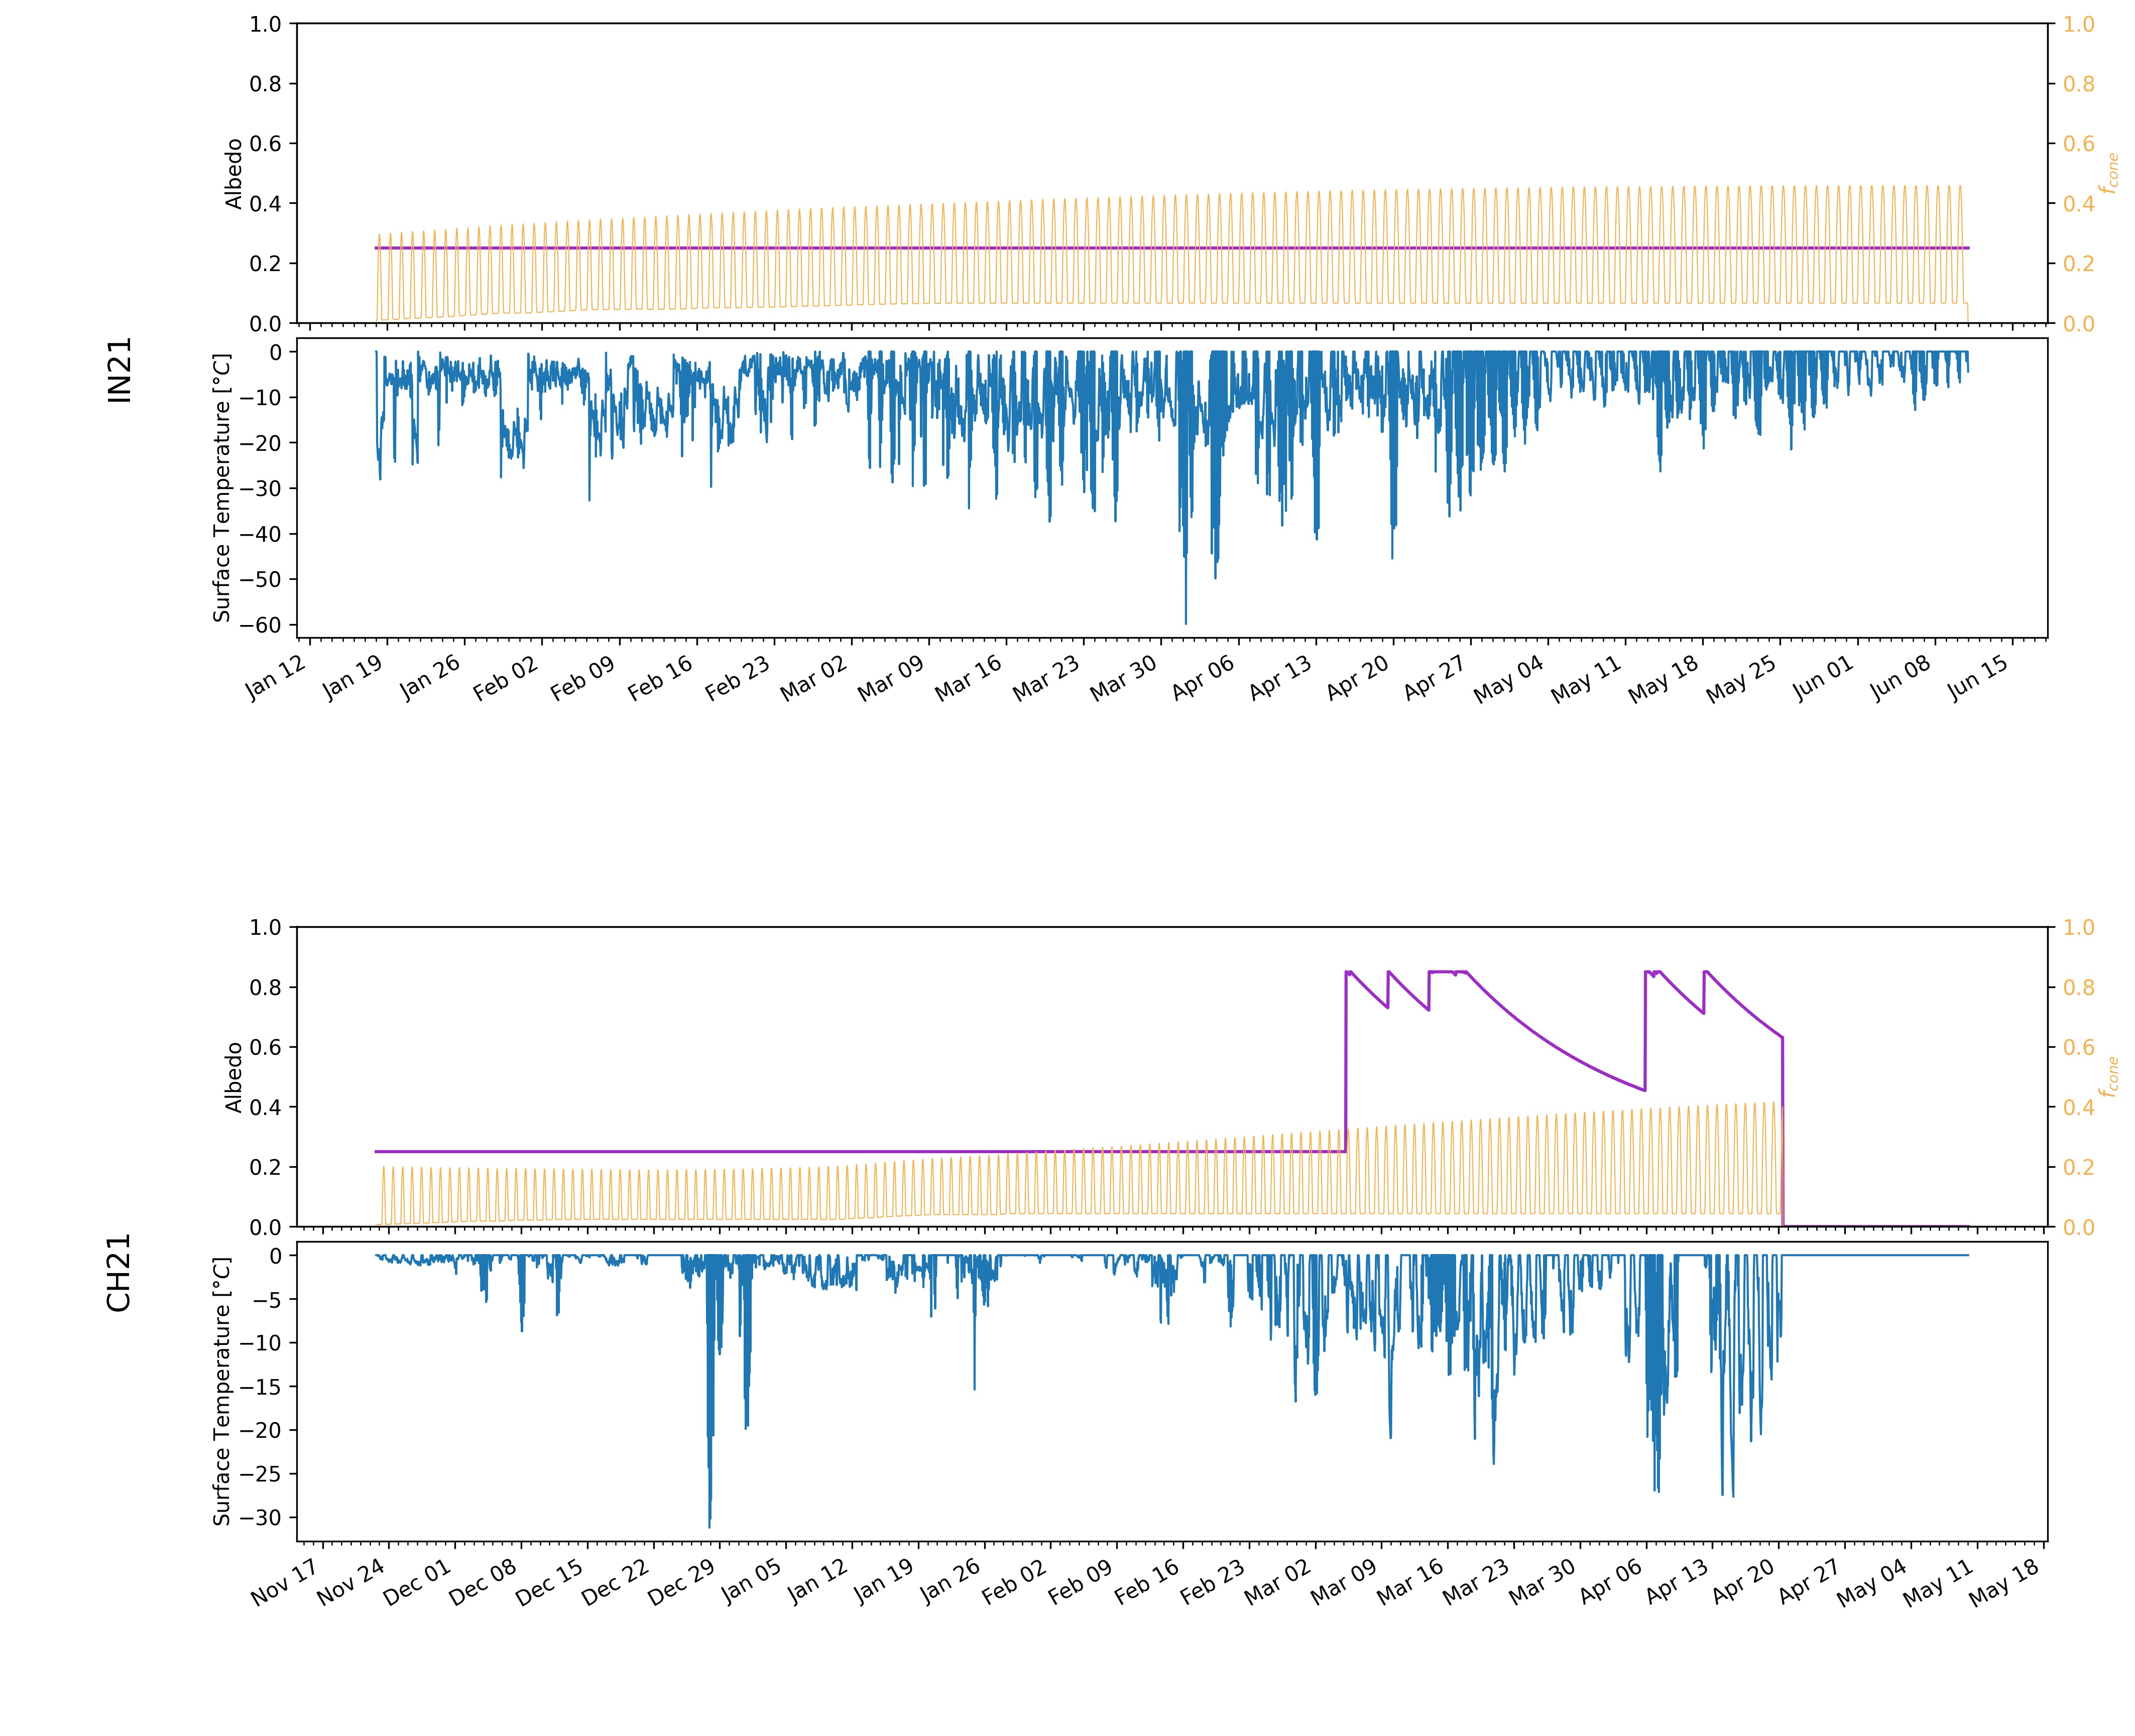 IN21
Albedo
1.0
0.8
0.6
0.4
0.2
0.0
1.0
0.8
0.6
0.4
0.2
0.0
f_cone
Surface Temperature [°C]
0
−10
−20
−30
−40
−50
−60
Jan 12
Jan 19
Jan 26
Feb 02
Feb 09
Feb 16
Feb 23
Mar 02
Mar 09
Mar 16
Mar 23
Mar 30
Apr 06
Apr 13
Apr 20
Apr 27
May 04
May 11
May 18
May 25
Jun 01
Jun 08
Jun 15
CH21
Albedo
1.0
0.8
0.6
0.4
0.2
0.0
1.0
0.8
0.6
0.4
0.2
0.0
f_cone
Surface Temperature [°C]
0
−5
−10
−15
−20
−25
−30
Nov 17
Nov 24
Dec 01
Dec 08
Dec 15
Dec 22
Dec 29
Jan 05
Jan 12
Jan 19
Jan 26
Feb 02
Feb 09
Feb 16
Feb 23
Mar 02
Mar 09
Mar 16
Mar 23
Mar 30
Apr 06
Apr 13
Apr 20
Apr 27
May 04
May 11
May 18